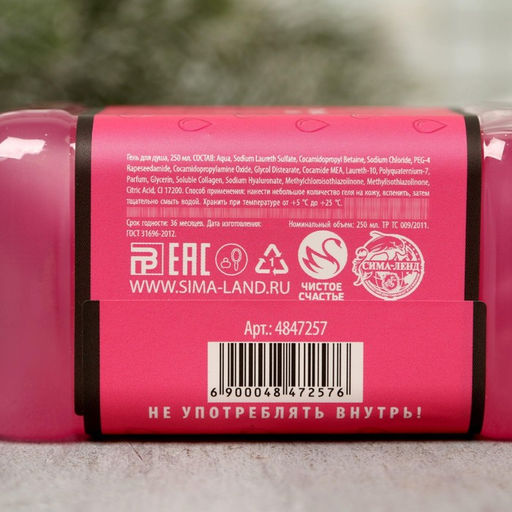 Гель для душа, 250 мл. СОСТАВ: Aqua, Sodium Laureth Sulfate, Cocamidopropyl Betaine, Sodium Chloride, PEG-4
Rapeseedamide, Cocamidopropylamine Oxide, Glycol Distearate, Cocamide MEA, Laureth-10, Polyquaternium-7,
Parfum, Glycerin, Soluble Collagen, Sodium Hyaluronate, Methylchloroisothiazolinone, Methylisothiazolinone,
Citric Acid, CI 17200. Способ применения: нанести небольшое количество геля на кожу, вспенить, затем
тщательно смыть водой. Хранить при температуре от +5 °C до +25 °C.
Срок годности: 36 месяцев. Дата изготовления: Номинальный объем: 250 мл. ТР ТС 009/2011.
ГОСТ 31696-2012.
EAC
1
WWW.SIMA-LAND.RU
ЧИСТОЕ
СЧАСТЬЕ
СИМА-ЛЕНД
Арт.: 4847257
6 900048 472576
НЕ УПОТРЕБЛЯТЬ ВНУТРЬ!